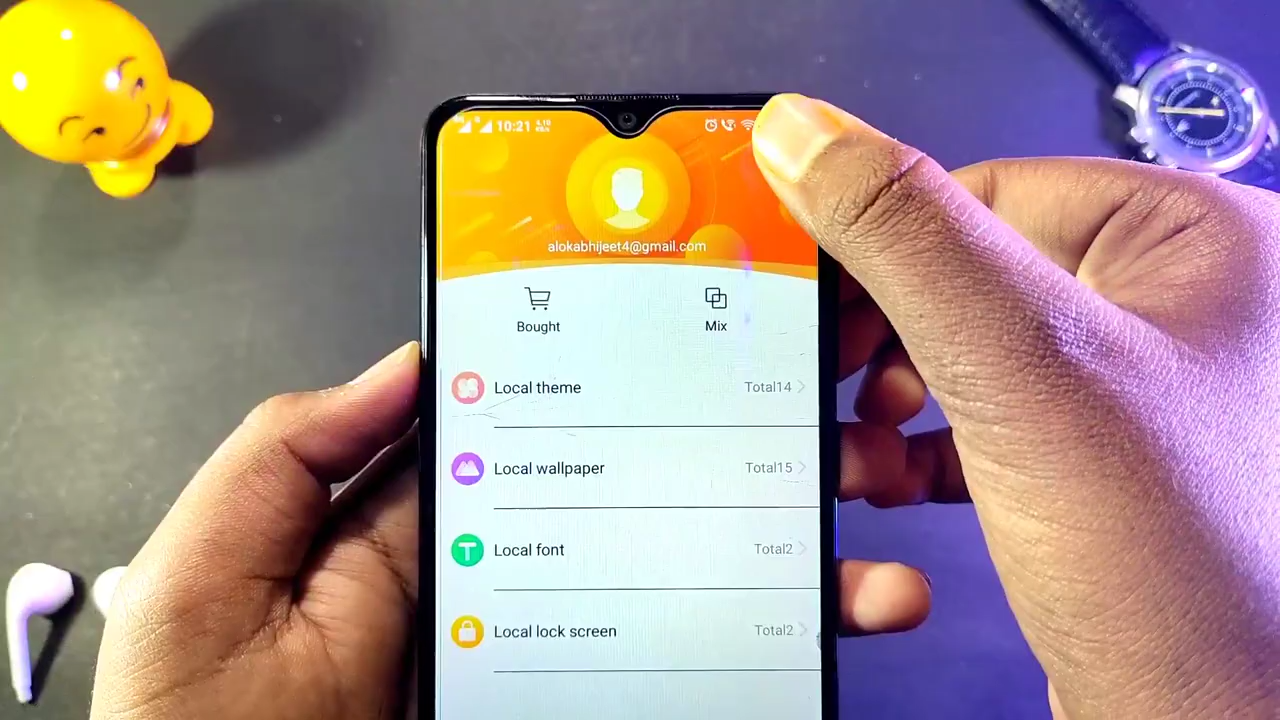 10:21
alokabhijeet4@gmail.com
Bought
Mix
Local theme
Total14
Local wallpaper
Total15
Local font
Total2
Local lock screen
Total2